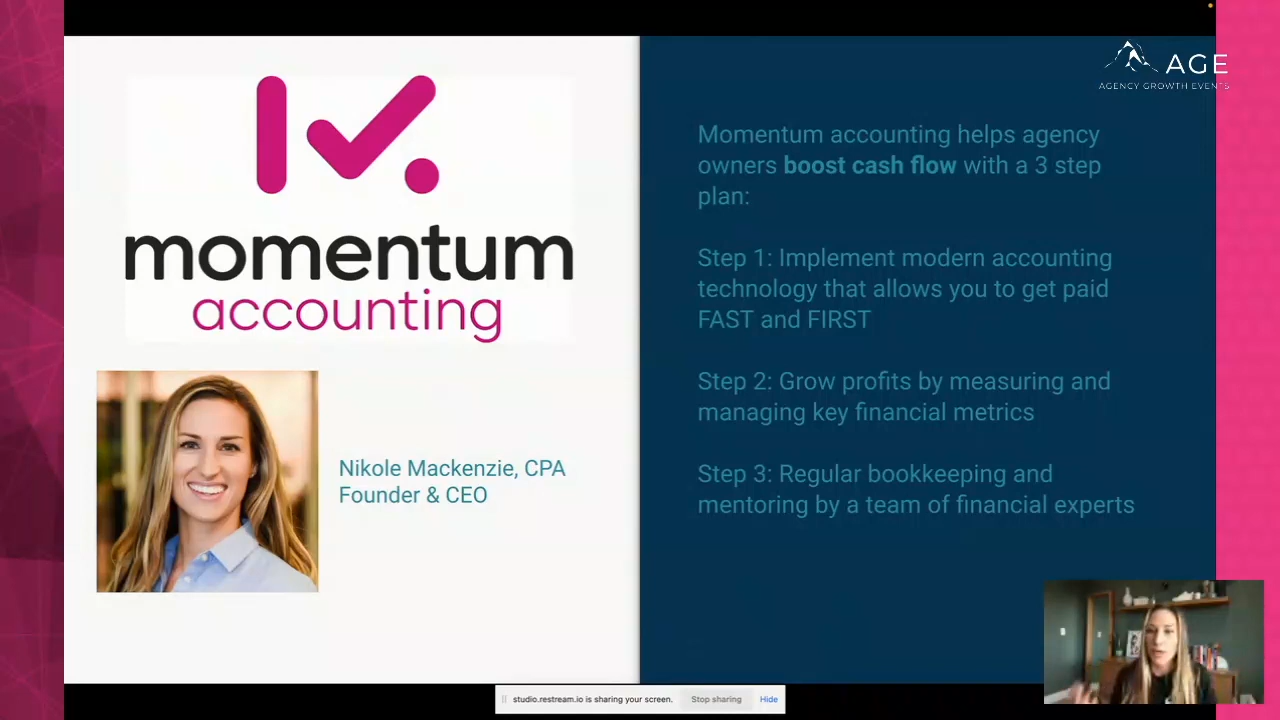 momentum
accounting
Nikole Mackenzie, CPA
Founder & CEO
AGE
AGENCY GROWTH EVENTS
Momentum accounting helps agency
owners boost cash flow with a 3 step
plan:
Step 1: Implement modern accounting
technology that allows you to get paid
FAST and FIRST
Step 2: Grow profits by measuring and
managing key financial metrics
Step 3: Regular bookkeeping and
mentoring by a team of financial experts
studio.restream.io is sharing your screen. Stop sharing Hide